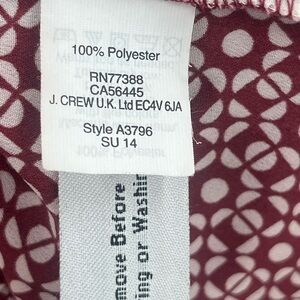 100% Polyester
RN77388
CA56445
J. CREW U.K. Ltd EC4V 6JA
Style A3796
SU 14
move Before
ing or Washin